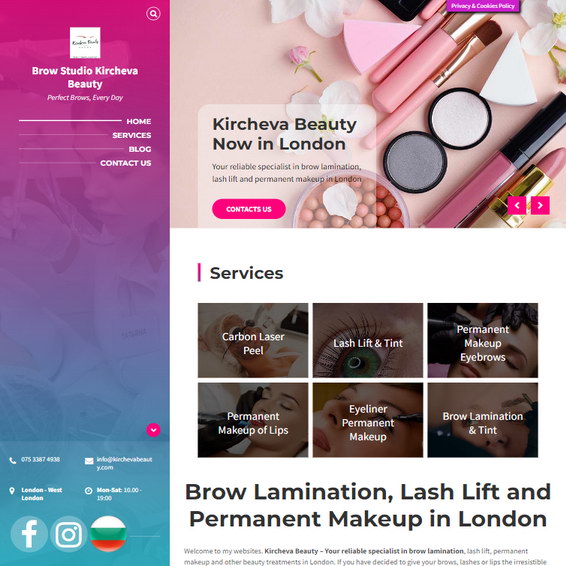 Privacy & Cookies Policy
Brow Studio Kircheva
Beauty
Perfect Brows, Every Day
HOME
SERVICES
BLOG
CONTACT US
075 3387 4938
info@kirchevabeaut
y.com
London - West
London
Mon-Sat: 10.00 -
19:00
Kircheva Beauty
Now in London
Your reliable specialist in brow lamination,
lash lift and permanent makeup in London
CONTACTS US
Services
Carbon Laser
Peel
Lash Lift & Tint
Permanent
Makeup
Eyebrows
Permanent
Makeup of Lips
Eyeliner
Permanent
Makeup
Brow Lamination
& Tint
Brow Lamination, Lash Lift and
Permanent Makeup in London
Welcome to my websites. Kircheva Beauty – Your reliable specialist in brow lamination, lash lift, permanent
makeup and other beauty treatments in London. If you have decided to give your brows, lashes or lips the irresistible